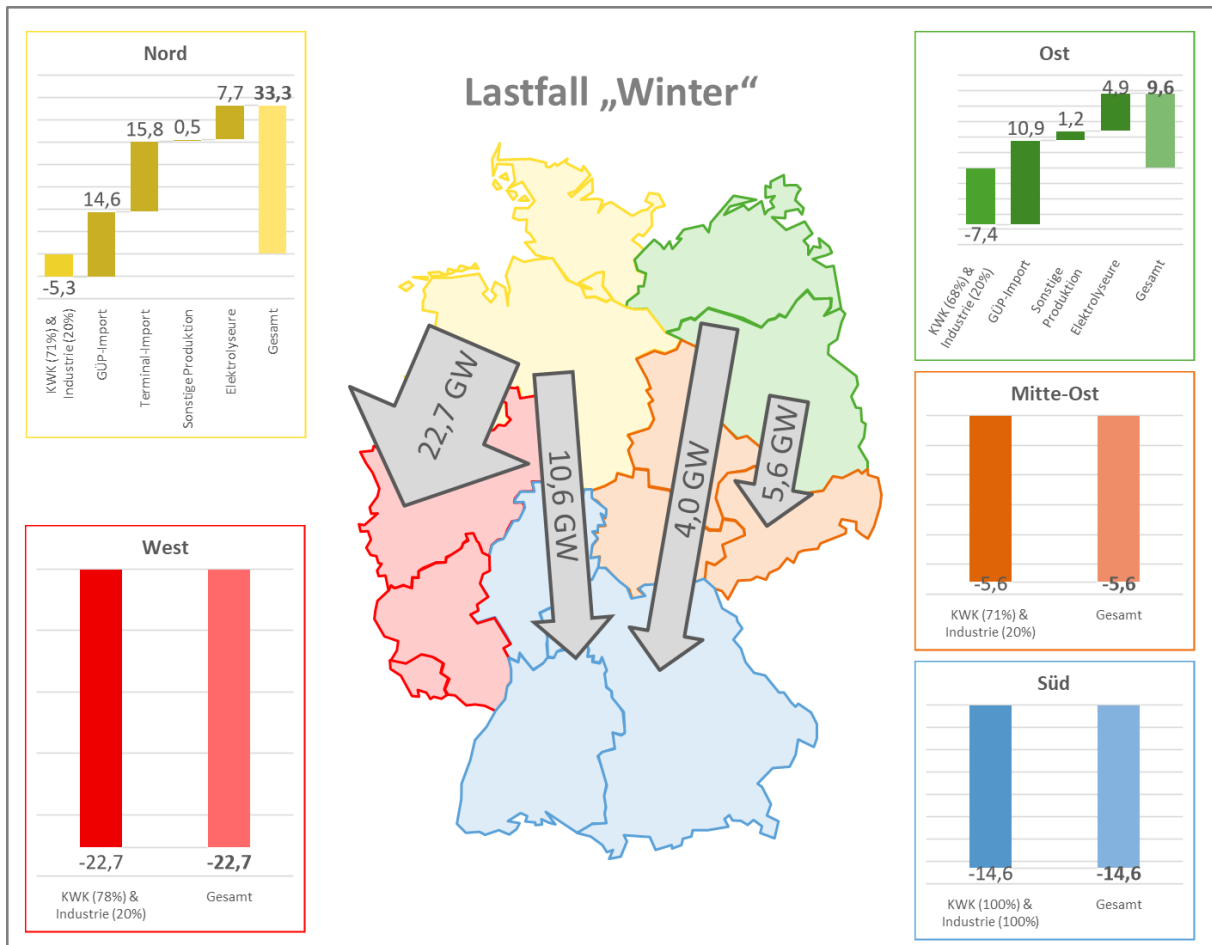 Lastfall „Winter“
Nord
-5,3
14,6
15,8
0,5
7,7
33,3
KWK (71%) &
Industrie (20%)
GÜP-Import
Terminal-Import
Sonstige Produktion
Elektrolyseure
Gesamt
Ost
-7,4
10,9
1,2
4,9
9,6
KWK (68%) &
Industrie (20%)
GÜP-Import
Sonstige
Produktion
Elektrolyseure
Gesamt
22,7 GW
10,6 GW
4,0 GW
5,6 GW
Mitte-Ost
-5,6
-5,6
KWK (71%) &
Industrie (20%)
Gesamt
West
-22,7
-22,7
KWK (78%) &
Industrie (20%)
Gesamt
Süd
-14,6
-14,6
KWK (100%) &
Industrie (100%)
Gesamt